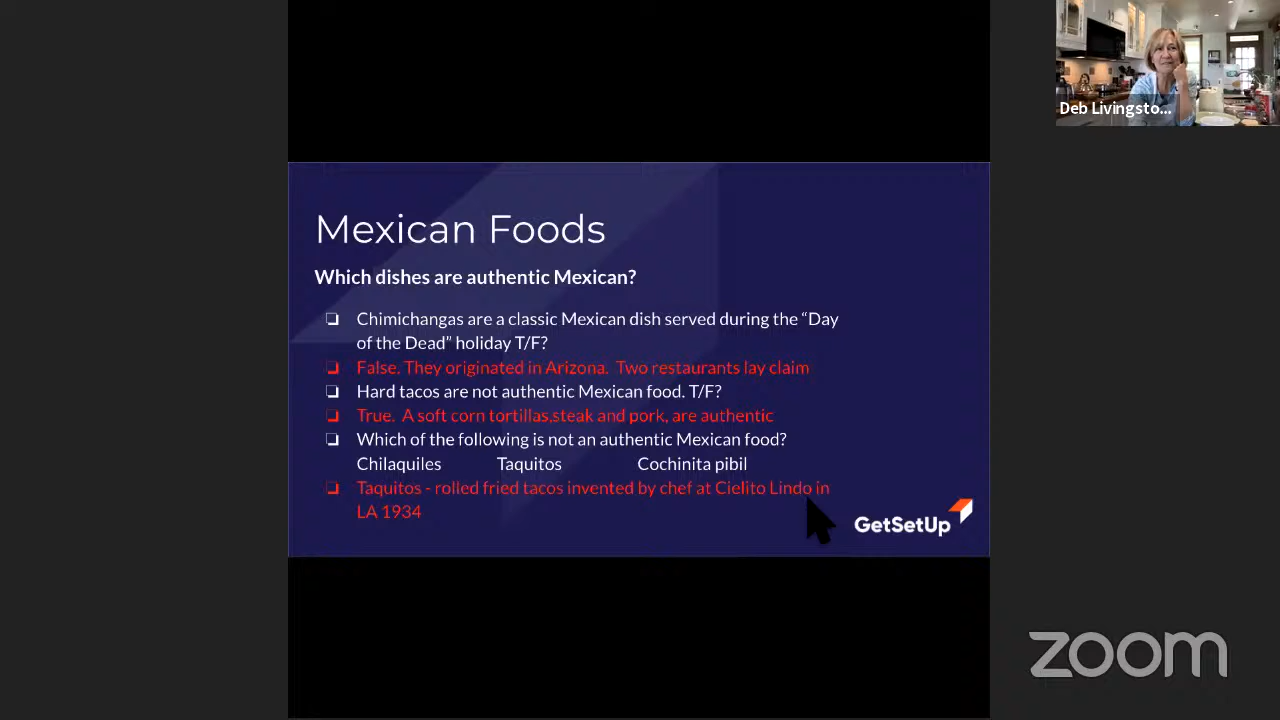 Deb Livingsto...
Mexican Foods
Which dishes are authentic Mexican?
❏ Chimichangas are a classic Mexican dish served during the “Day
of the Dead” holiday T/F?
❏ False. They originated in Arizona. Two restaurants lay claim
❏ Hard tacos are not authentic Mexican food. T/F?
❏ True. A soft corn tortillas,steak and pork, are authentic
❏ Which of the following is not an authentic Mexican food?
Chilaquiles Taquitos Cochinita pibil
❏ Taquitos - rolled fried tacos invented by chef at Cielito Lindo in
LA 1934
GetSetUp
zoom